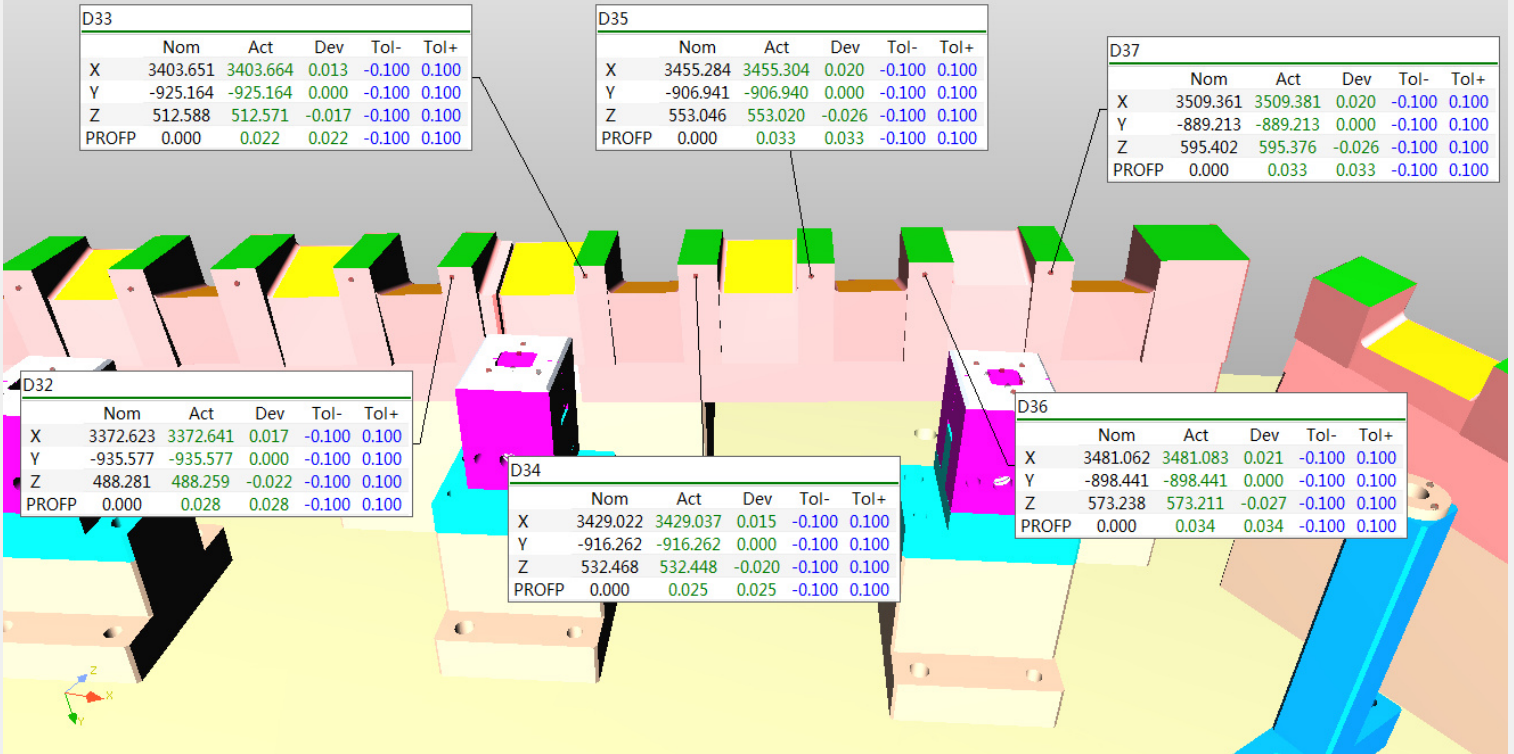 D33
Nom Act Dev Tol- Tol+
X 3403.651 3403.664 0.013 -0.100 0.100
Y -925.164 -925.164 0.000 -0.100 0.100
Z 512.588 512.571 -0.017 -0.100 0.100
PROFP 0.000 0.022 0.022 -0.100 0.100
D35
Nom Act Dev Tol- Tol+
X 3455.284 3455.304 0.020 -0.100 0.100
Y -906.941 -906.940 0.000 -0.100 0.100
Z 553.046 553.020 -0.026 -0.100 0.100
PROFP 0.000 0.033 0.033 -0.100 0.100
D37
Nom Act Dev Tol- Tol+
X 3509.361 3509.381 0.020 -0.100 0.100
Y -889.213 -889.213 0.000 -0.100 0.100
Z 595.402 595.376 -0.026 -0.100 0.100
PROFP 0.000 0.033 0.033 -0.100 0.100
D32
Nom Act Dev Tol- Tol+
X 3372.623 3372.641 0.017 -0.100 0.100
Y -935.577 -935.577 0.000 -0.100 0.100
Z 488.281 488.259 -0.022 -0.100 0.100
PROFP 0.000 0.028 0.028 -0.100 0.100
D34
Nom Act Dev Tol- Tol+
X 3429.022 3429.037 0.015 -0.100 0.100
Y -916.262 -916.262 0.000 -0.100 0.100
Z 532.468 532.448 -0.020 -0.100 0.100
PROFP 0.000 0.025 0.025 -0.100 0.100
D36
Nom Act Dev Tol- Tol+
X 3481.062 3481.083 0.021 -0.100 0.100
Y -898.441 -898.441 0.000 -0.100 0.100
Z 573.238 573.211 -0.027 -0.100 0.100
PROFP 0.000 0.034 0.034 -0.100 0.100
Z
X
Y